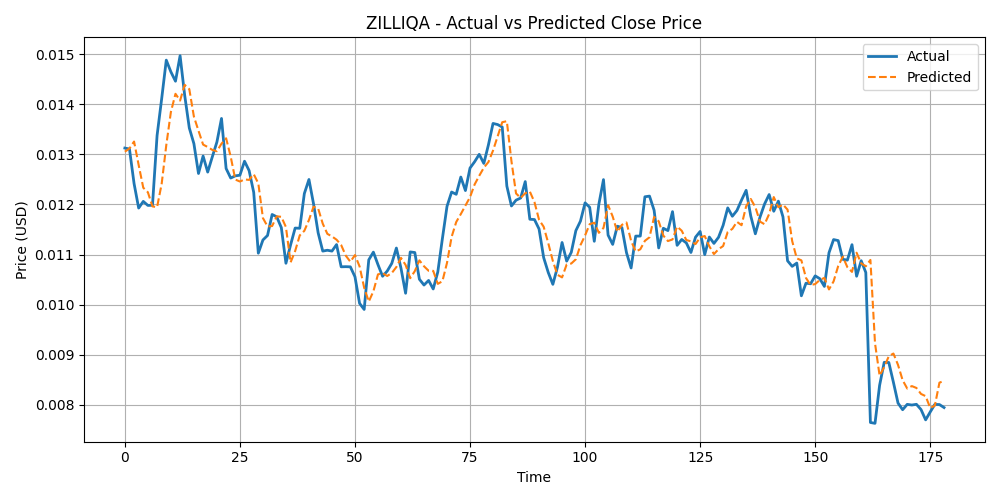 ZILLIQA - Actual vs Predicted Close Price
Actual
Predicted
Price (USD)
0.015
0.014
0.013
0.012
0.011
0.010
0.009
0.008
0 25 50 75 100 125 150 175
Time